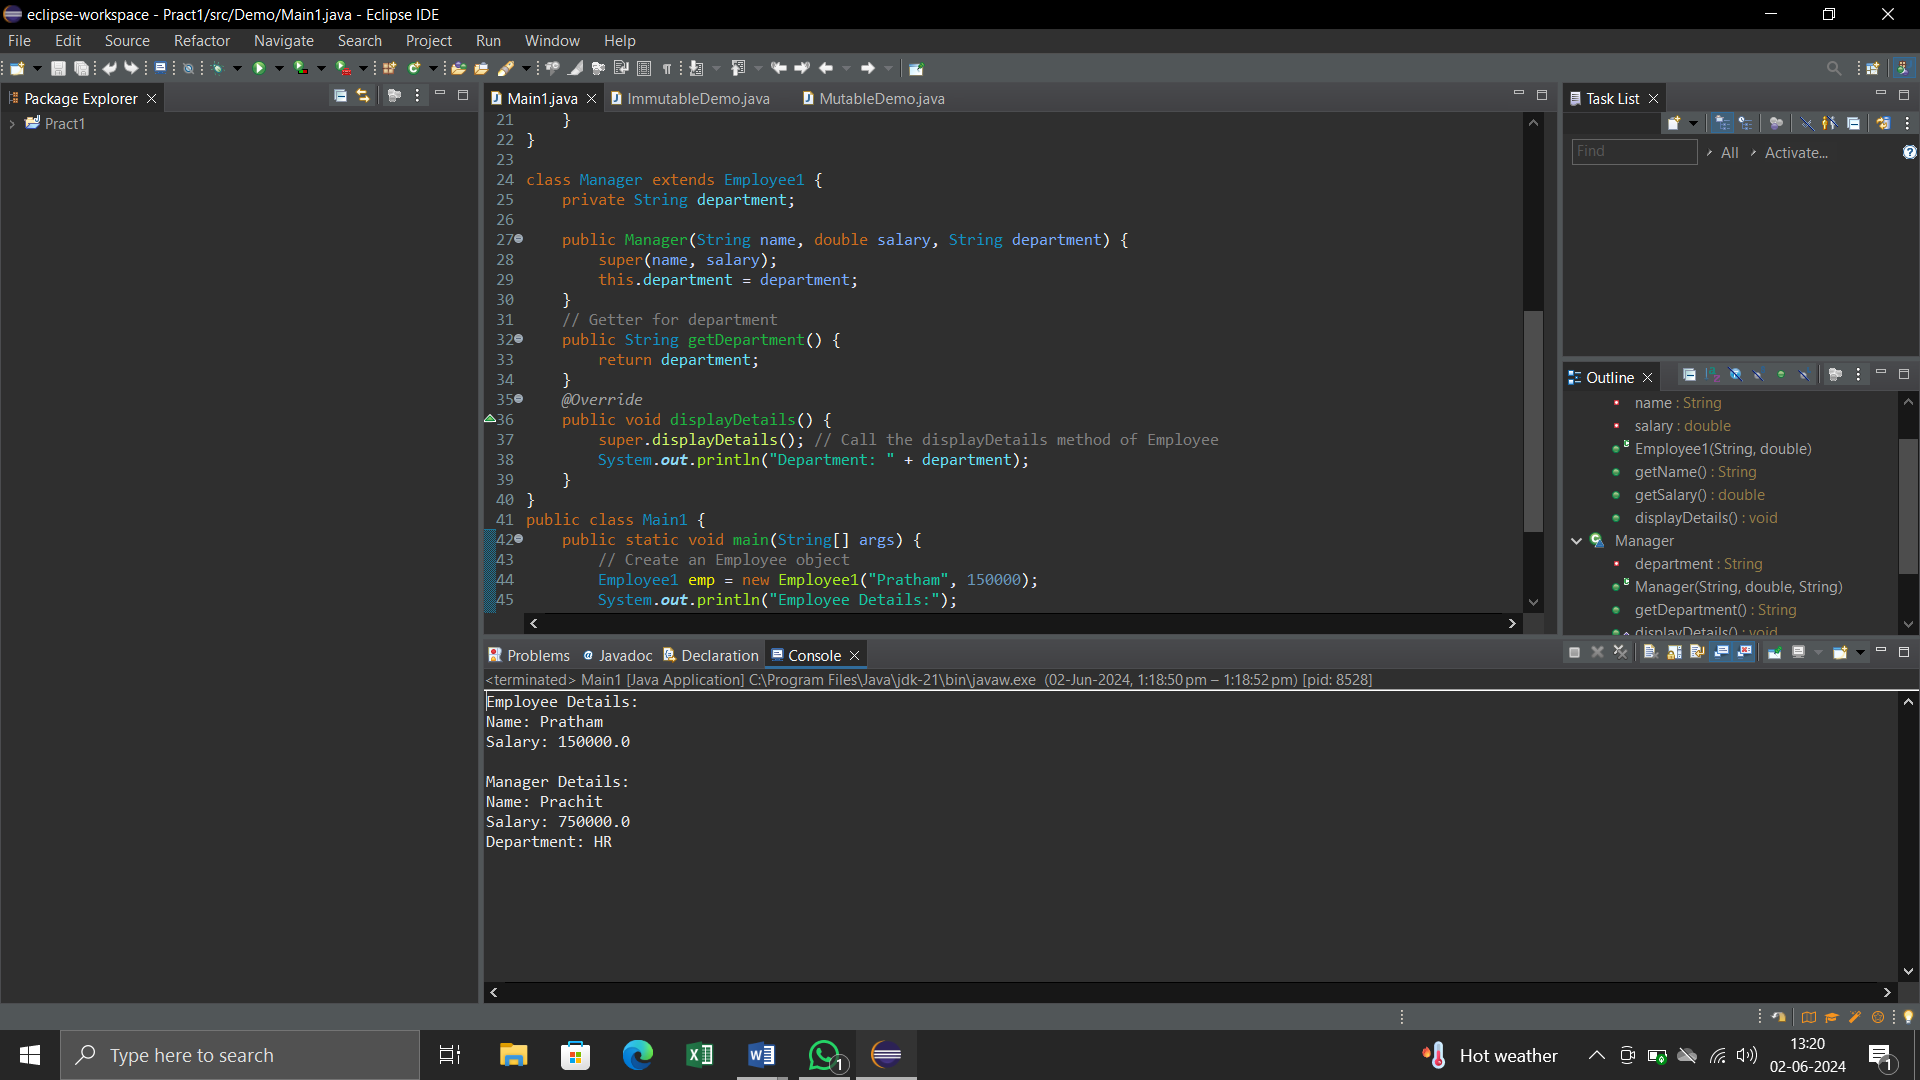 eclipse-workspace - Pract1/src/Demo/Main1.java - Eclipse IDE
File Edit Source Refactor Navigate Search Project Run Window Help
Package Explorer
Pract1
Main1.java ImmutableDemo.java MutableDemo.java
21     }
22 }
23
24 class Manager extends Employee1 {
25     private String department;
26
27     public Manager(String name, double salary, String department) {
28         super(name, salary);
29         this.department = department;
30     }
31     // Getter for department
32     public String getDepartment() {
33         return department;
34     }
35     @Override
36     public void displayDetails() {
37         super.displayDetails(); // Call the displayDetails method of Employee
38         System.out.println("Department: " + department);
39     }
40 }
41 public class Main1 {
42     public static void main(String[] args) {
43         // Create an Employee object
44         Employee1 emp = new Employee1("Pratham", 150000);
45         System.out.println("Employee Details:");
Task List
Find All Activate...
Outline
name : String
salary : double
Employee1(String, double)
getName() : String
getSalary() : double
displayDetails() : void
Manager
department : String
Manager(String, double, String)
getDepartment() : String
displayDetails() : void
Problems Javadoc Declaration Console
<terminated> Main1 [Java Application] C:\Program Files\Java\jdk-21\bin\javaw.exe (02-Jun-2024, 1:18:50 pm – 1:18:52 pm) [pid: 8528]
Employee Details:
Name: Pratham
Salary: 150000.0

Manager Details:
Name: Prachit
Salary: 750000.0
Department: HR
Type here to search
1
Hot weather
13:20
02-06-2024
1